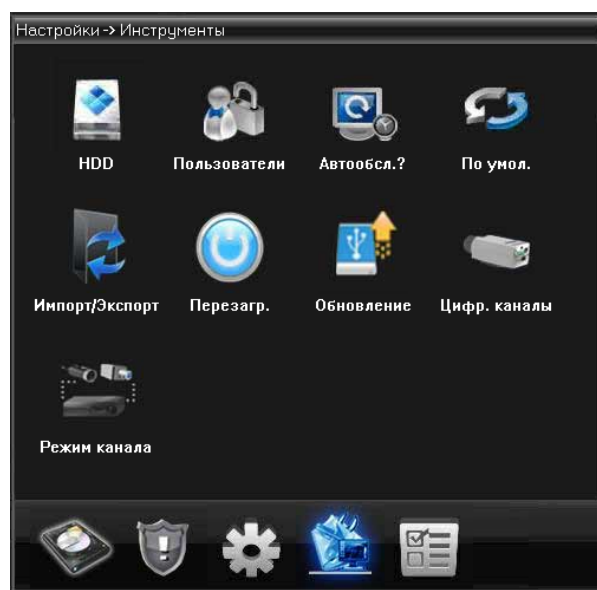 Настройки -> Инструменты
HDD Пользователи Автообсл.? По умол.
Импорт/Экспорт Перезагр. Обновление Цифр. каналы
Режим канала